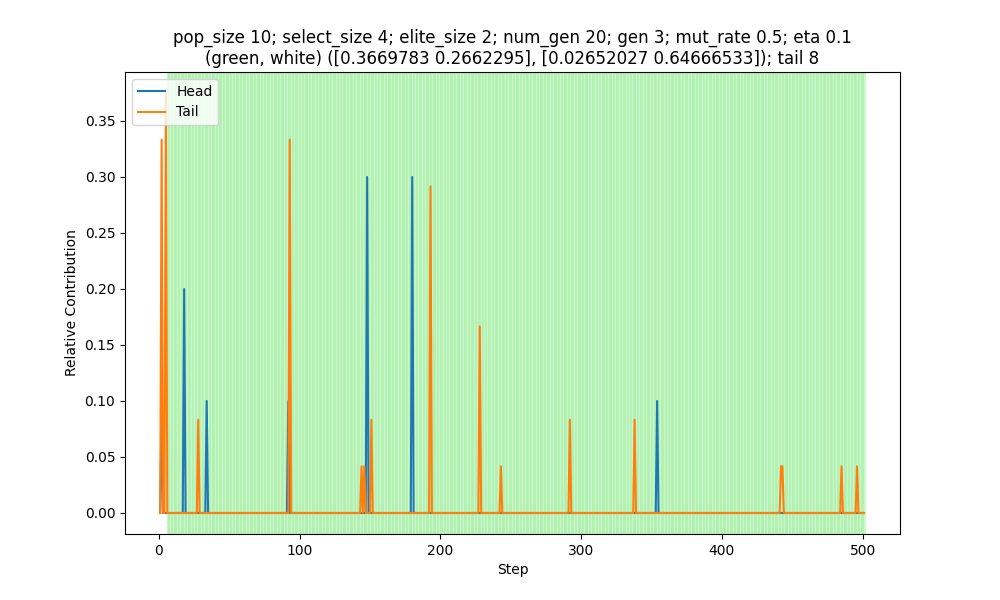 pop_size 10; select_size 4; elite_size 2; num_gen 20; gen 3; mut_rate 0.5; eta 0.1
(green, white) ([0.3669783 0.2662295], [0.02652027 0.64666533]); tail 8
Head
Tail
0.35
0.30
0.25
0.20
0.15
0.10
0.05
0.00
Relative Contribution
0 100 200 300 400 500
Step